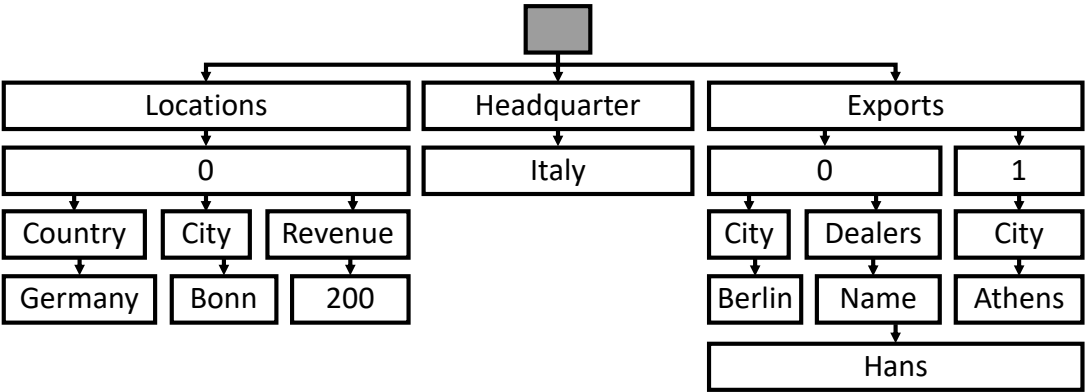 Locations Headquarter Exports
0 Italy 0 1
Country City Revenue City Dealers City
Germany Bonn 200 Berlin Name Athens
Hans